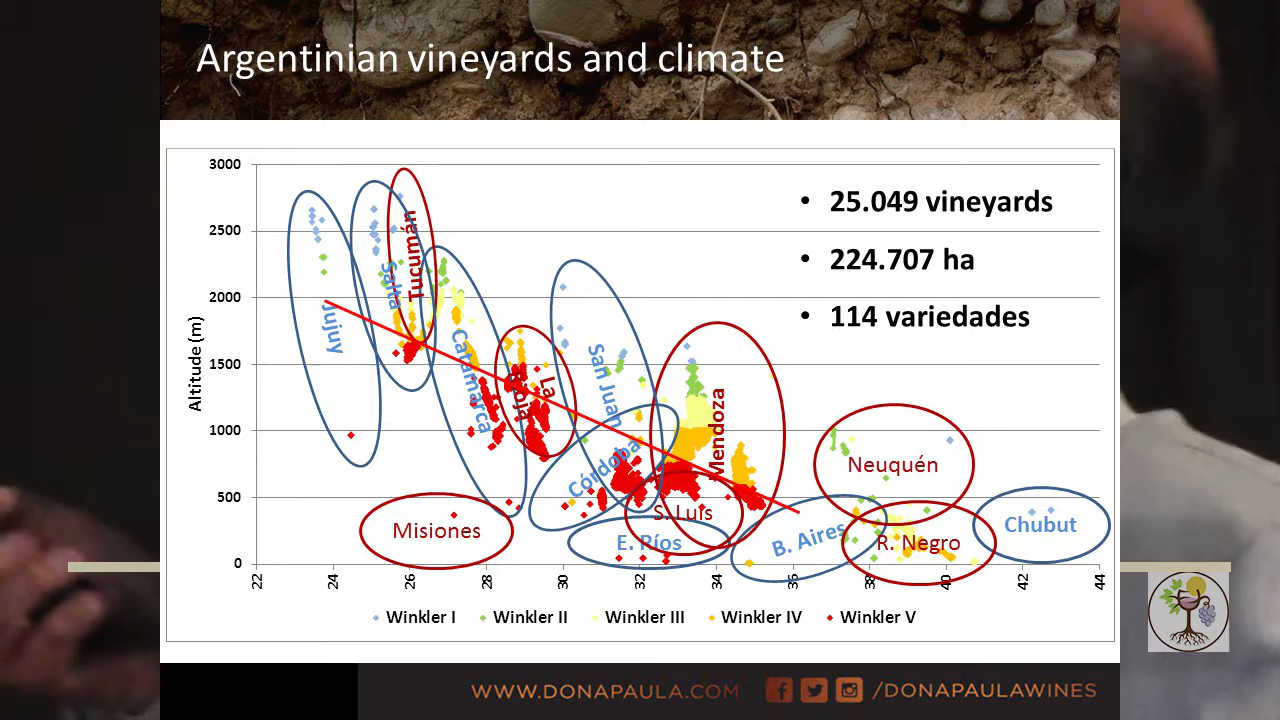 Argentinian vineyards and climate
• 25.049 vineyards
• 224.707 ha
• 114 variedades
Altitude (m)
3000
2500
2000
1500
1000
500
0
22 24 26 28 30 32 34 36 38 40 42 44
Jujuy
Salta
Tucumán
Catamarca
La
Rioja
San Juan
Córdoba
Mendoza
S. Luis
Misiones
E. Ríos
B. Aires
Neuquén
R. Negro
Chubut
Winkler I Winkler II Winkler III Winkler IV Winkler V
WWW.DONAPAULA.COM /DONAPAULAWINES